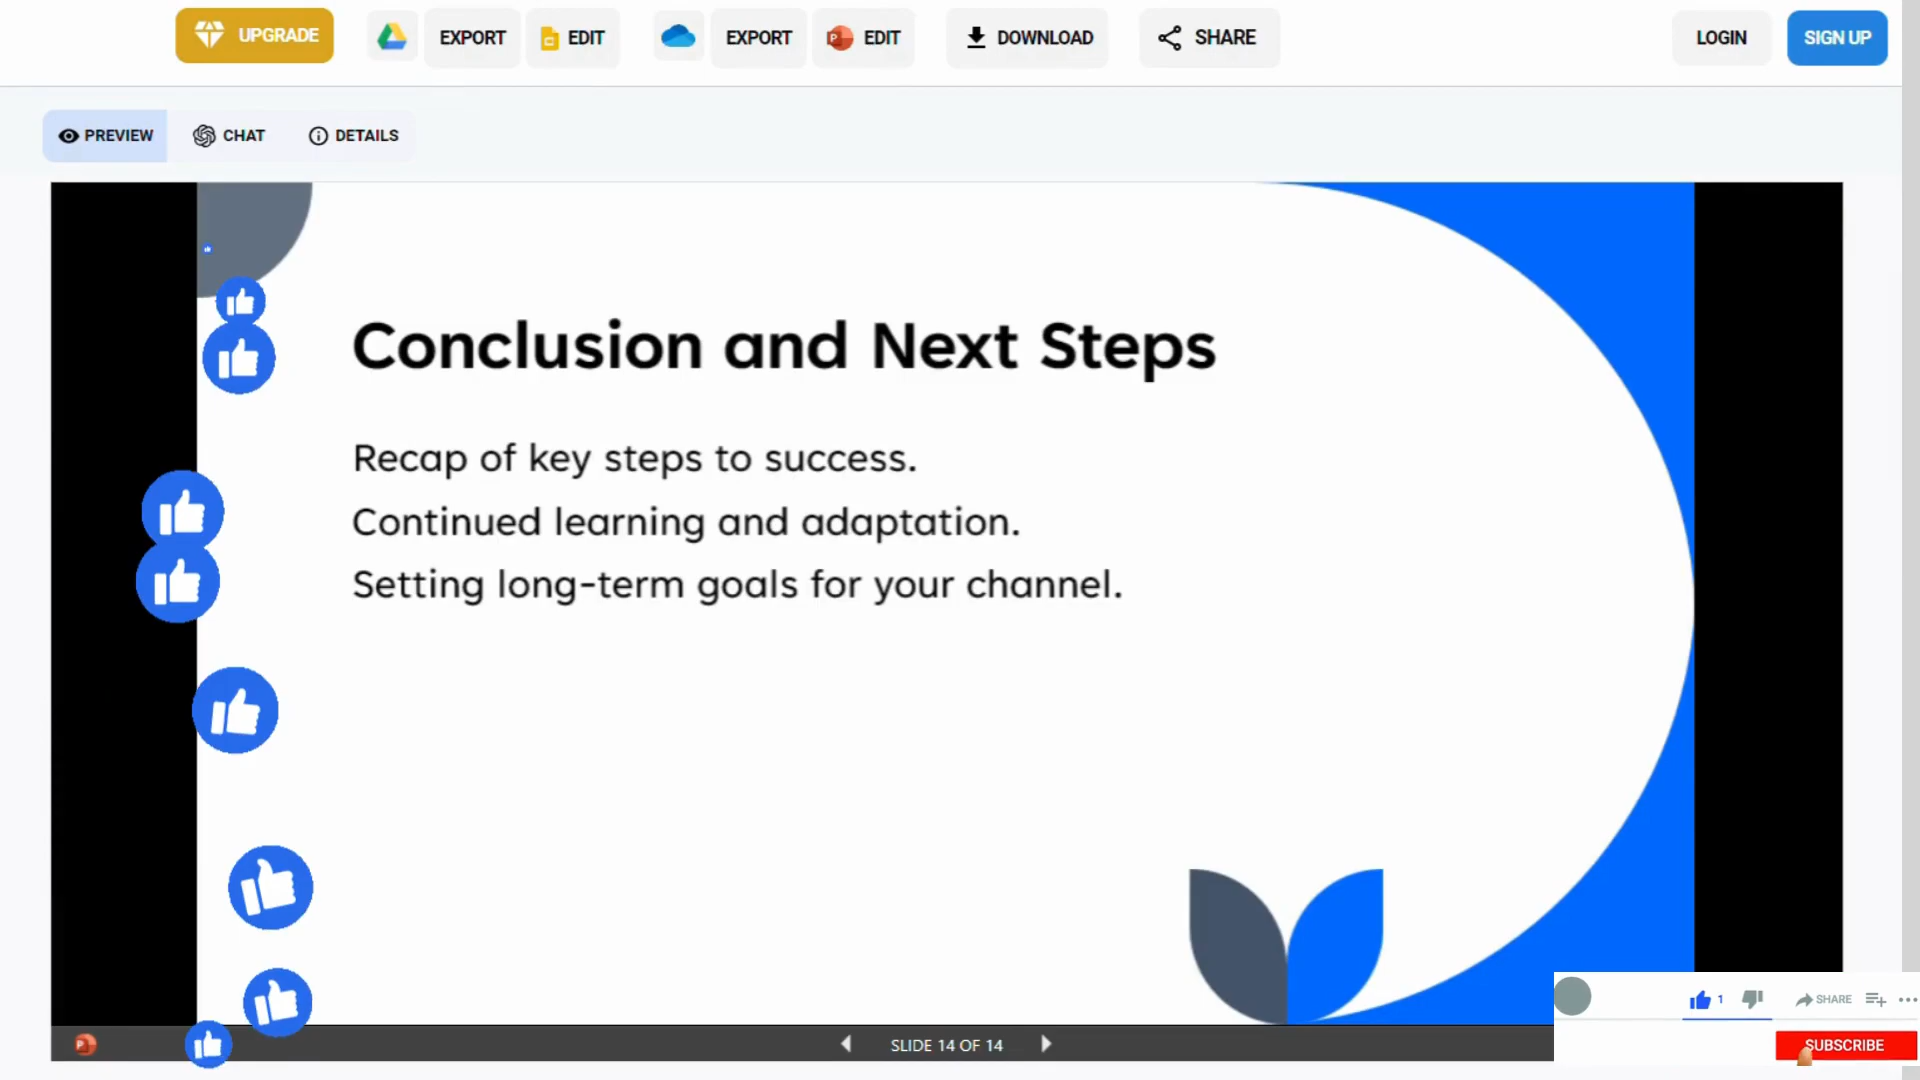 UPGRADE
EXPORT
EDIT
EXPORT
EDIT
DOWNLOAD
SHARE
LOGIN
SIGN UP
PREVIEW
CHAT
DETAILS
Conclusion and Next Steps
Recap of key steps to success.
Continued learning and adaptation.
Setting long-term goals for your channel.
SLIDE 14 OF 14
1
SHARE
SUBSCRIBE